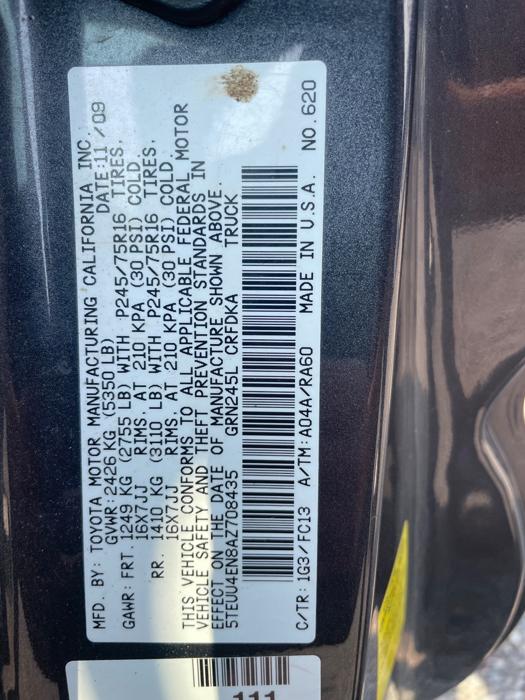 MFD. BY: TOYOTA MOTOR MANUFACTURING CALIFORNIA INC.
GVWR: 2426 KG (5350 LB) DATE: 11/09
GAWR: FRT. 1249 KG (2755 LB) WITH P245/75R16 TIRES,
16X7JJ RIMS, AT 210 KPA (30 PSI) COLD.
RR. 1410 KG (3110 LB) WITH P245/75R16 TIRES,
16X7JJ RIMS, AT 210 KPA (30 PSI) COLD.
THIS VEHICLE CONFORMS TO ALL APPLICABLE FEDERAL MOTOR
VEHICLE SAFETY AND THEFT PREVENTION STANDARDS IN
EFFECT ON THE DATE OF MANUFACTURE SHOWN ABOVE.
5TEUU4EN8AZ708435 GRN245L CRFDKA TRUCK
C/TR: 1G3/FC13 A/TM: A04A/RA60 MADE IN U.S.A. NO. 620
111